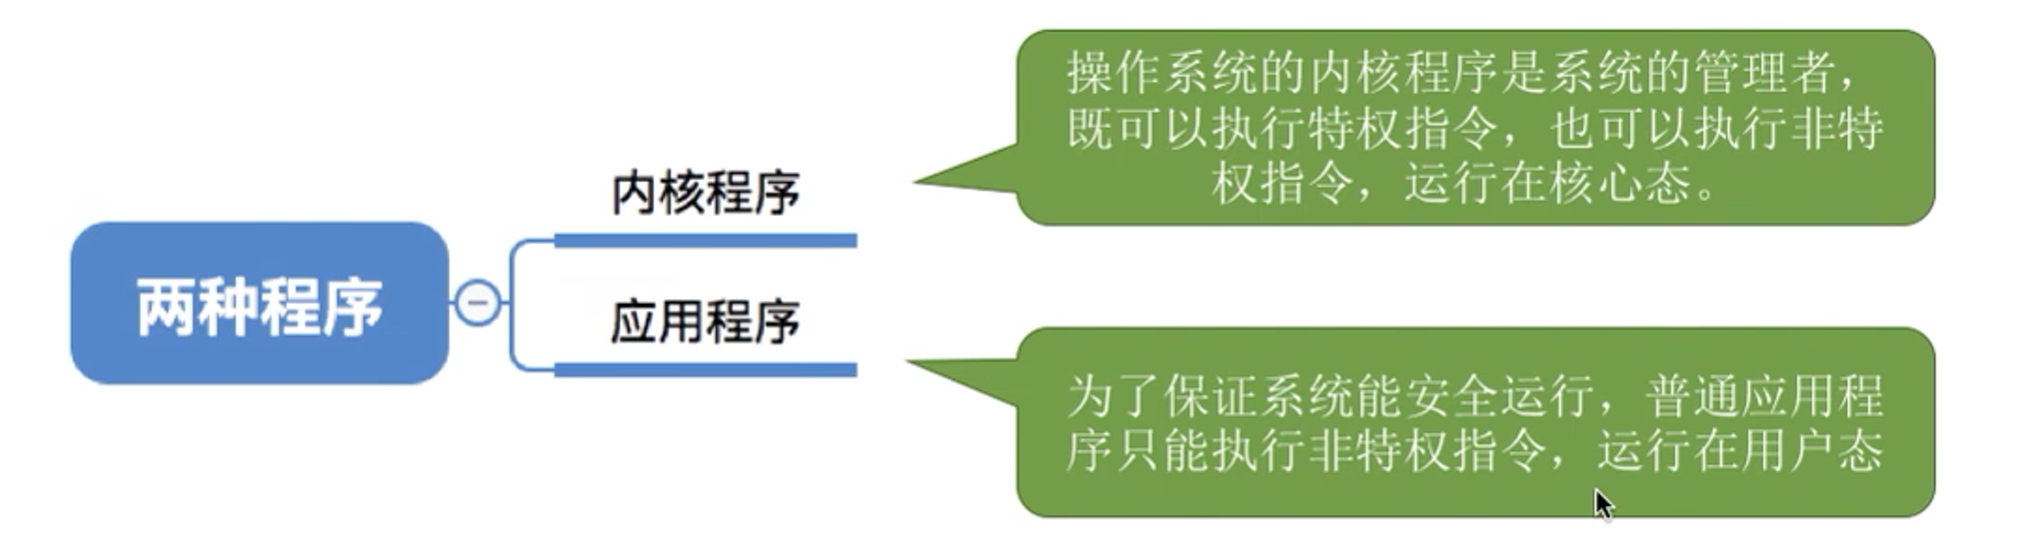 两种程序
内核程序
操作系统的内核程序是系统的管理者，
既可以执行特权指令，也可以执行非特
权指令，运行在核心态。
应用程序
为了保证系统能安全运行，普通应用程
序只能执行非特权指令，运行在用户态